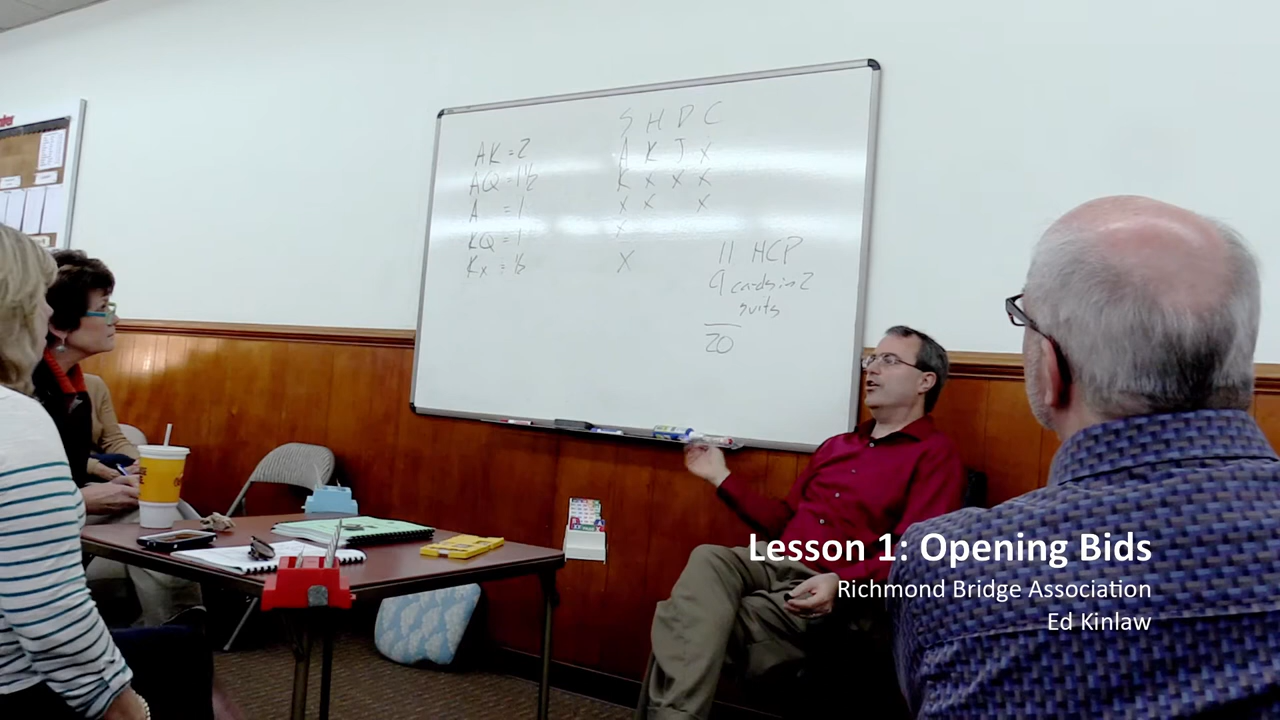 S H D C
AK = 2
A K J X
AQ = 1½
K X X X
A = 1
X X X
KQ = 1
X
Kx = ½
X
11 HCP
9 cards in 2
suits
20
Lesson 1: Opening Bids
Richmond Bridge Association
Ed Kinlaw